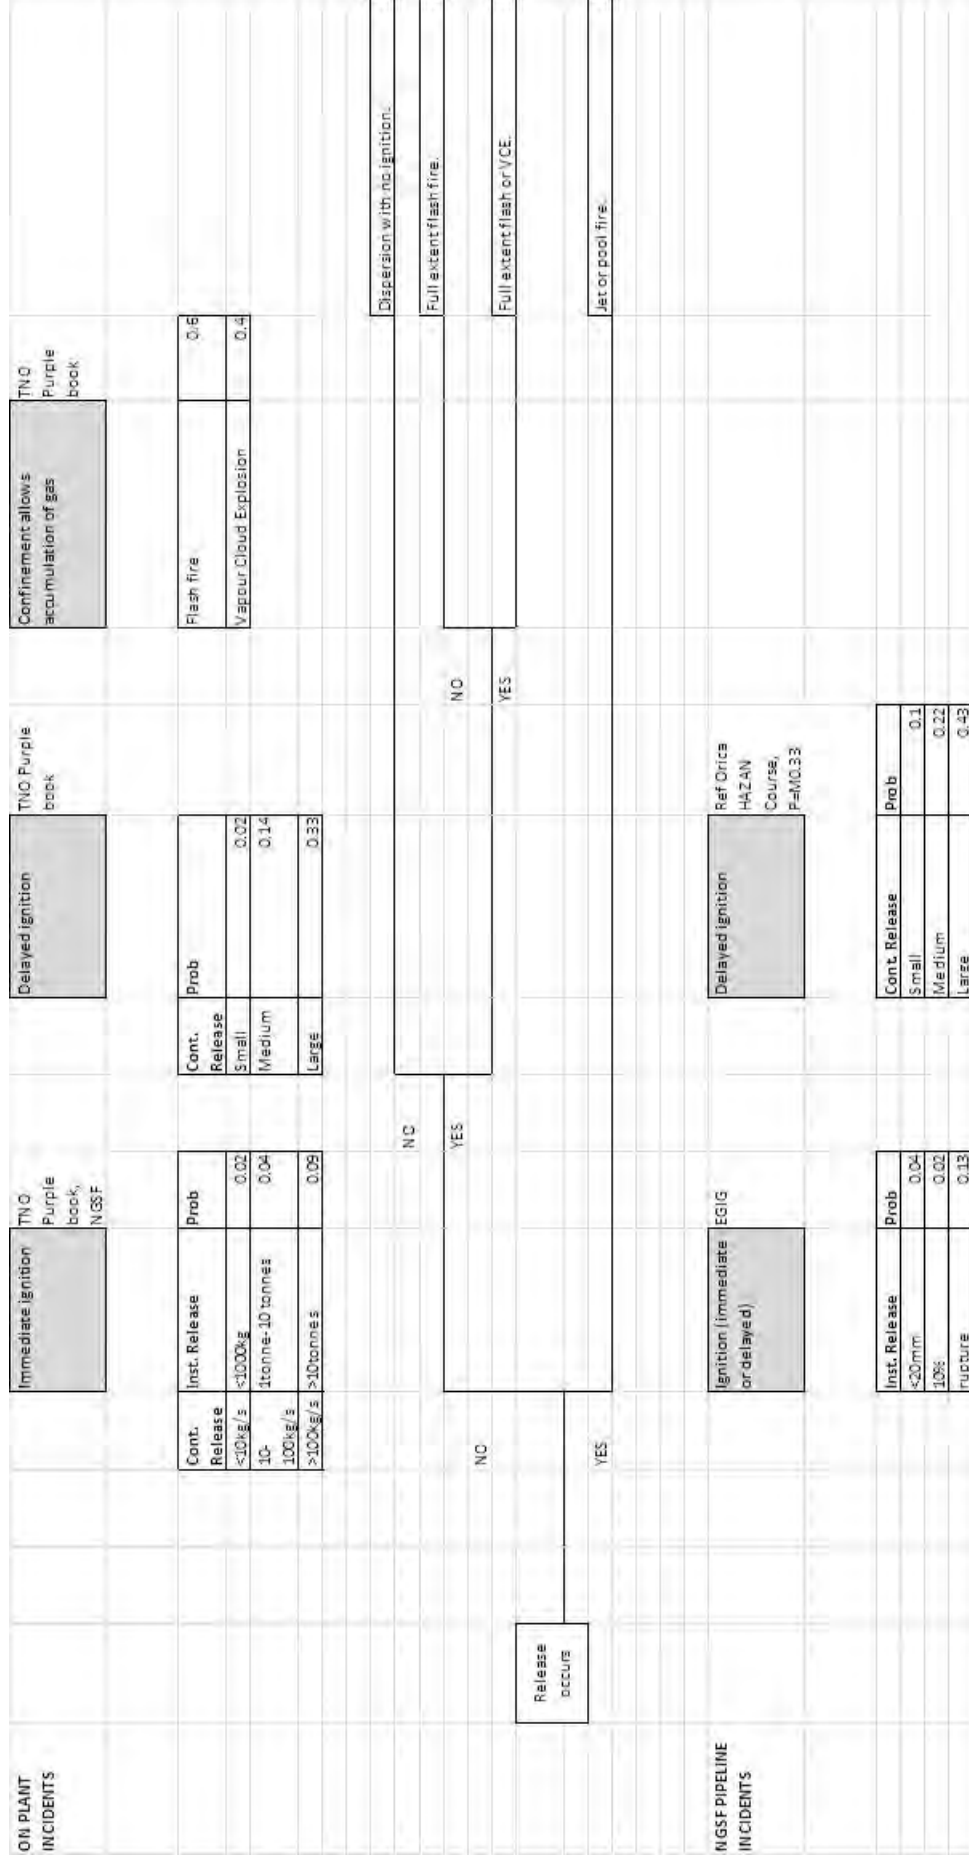 ON PLANT
INCIDENTS
Immediate ignition
TNO
Purple
book,
NGSF
Delayed ignition
TNO Purple
book
Confinement allows
accumulation of gas
TNO
Purple
book
Cont.
Release
Inst. Release
Prob
<10kg/s
<1000kg
0.02
10-
100kg/s
1tonne-10 tonnes
0.04
>100kg/s
>10tonnes
0.09
Cont.
Release
Prob
Small
0.02
Medium
0.14
Large
0.33
Flash fire
0.6
Vapour Cloud Explosion
0.4
Release
occurs
NO
YES
NO
YES
NO
YES
Dispersion with no ignition.
Full extent flash fire.
Full extent flash or VCE.
Jet or pool fire.
NGSF PIPELINE
INCIDENTS
Ignition (immediate
or delayed)
EGIG
Delayed ignition
Ref Orica
HAZAN
Course,
P=M0.33
Inst. Release
Prob
<20mm
0.04
10%
0.02
rupture
0.13
Cont. Release
Prob
Small
0.1
Medium
0.22
Large
0.43